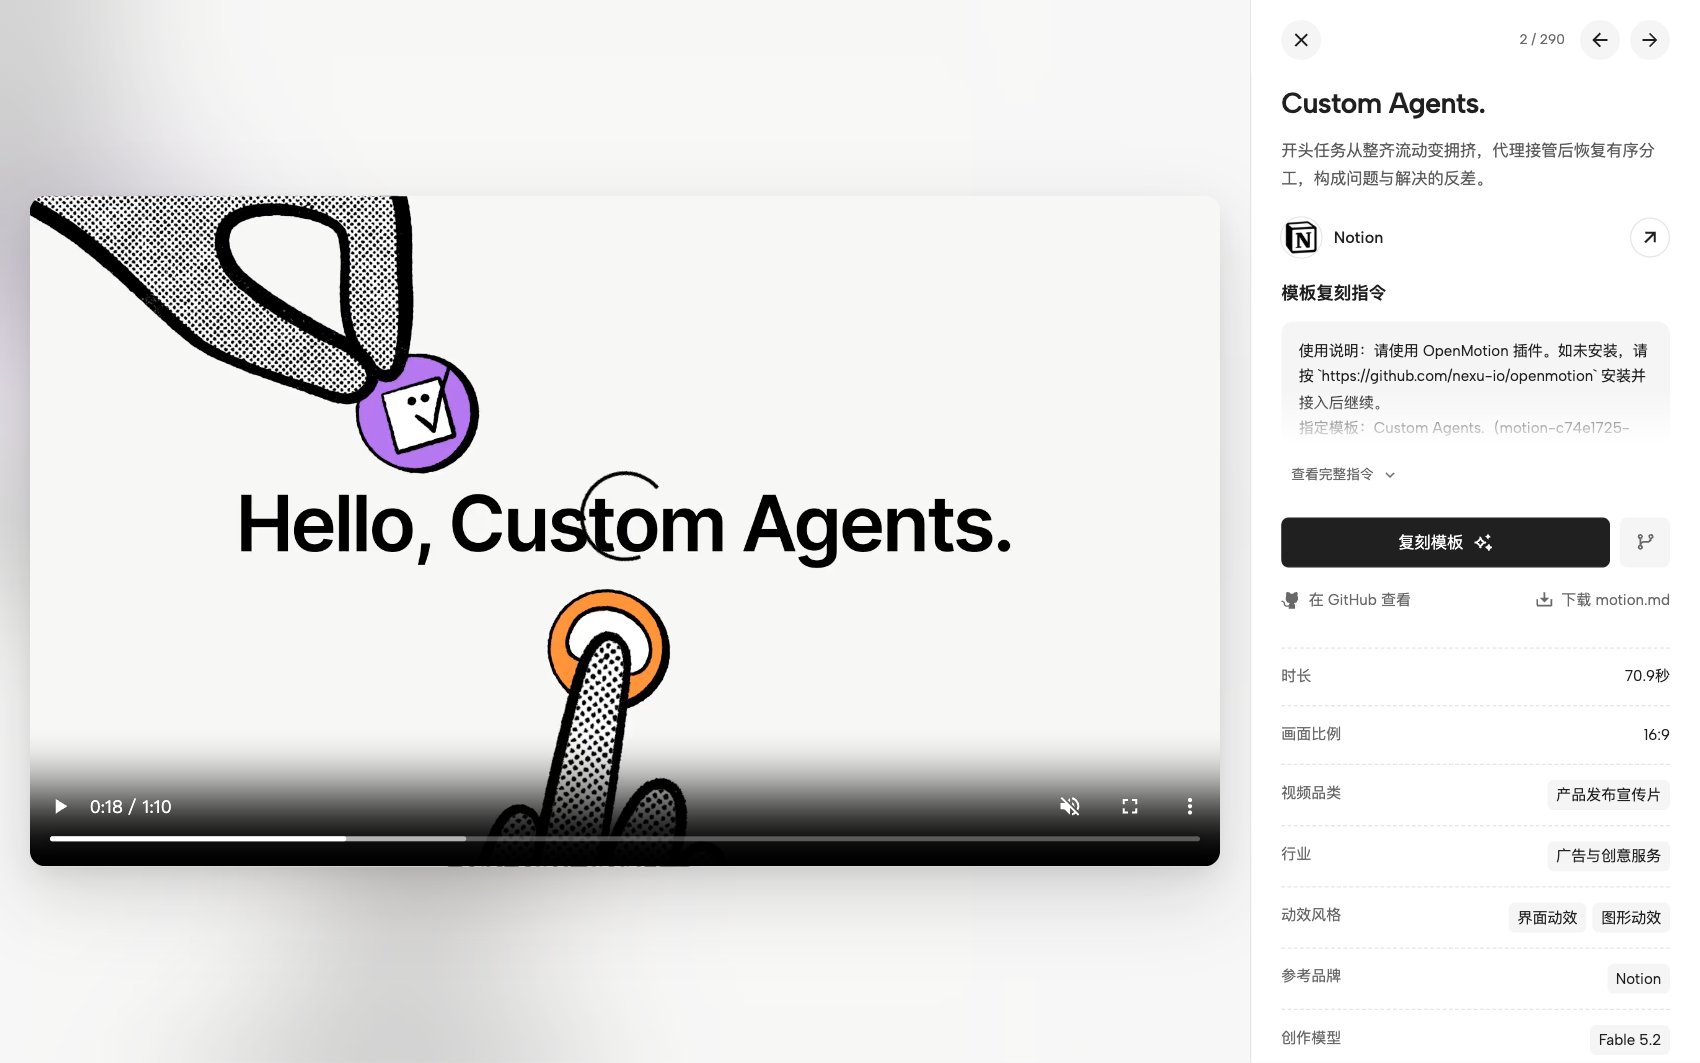 Hello, Custom Agents.
0:18 / 1:10
2 / 290
Custom Agents.
开头任务从整齐流动变拥挤，代理接管后恢复有序分
工，构成问题与解决的反差。
N
Notion
模板复刻指令
使用说明：请使用 OpenMotion 插件。如未安装，请
按 `https://github.com/nexu-io/openmotion` 安装并
接入后继续。
指定模板：Custom Agents.（motion-c74e1725-
查看完整指令
复刻模板
在 GitHub 查看
下载 motion.md
时长
70.9秒
画面比例
16:9
视频品类
产品发布宣传片
行业
广告与创意服务
动效风格
界面动效
图形动效
参考品牌
Notion
创作模型
Fable 5.2